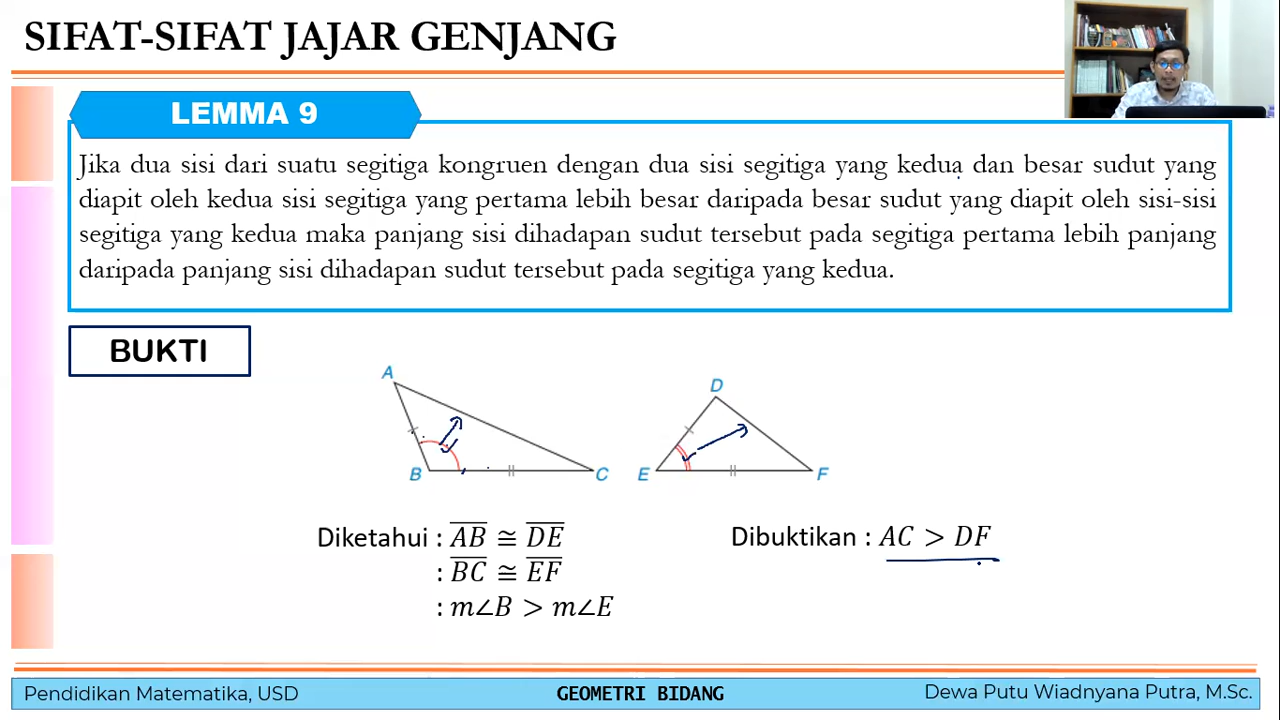 SIFAT-SIFAT JAJAR GENJANG
LEMMA 9
Jika dua sisi dari suatu segitiga kongruen dengan dua sisi segitiga yang kedua dan besar sudut yang
diapit oleh kedua sisi segitiga yang pertama lebih besar daripada besar sudut yang diapit oleh sisi-sisi
segitiga yang kedua maka panjang sisi dihadapan sudut tersebut pada segitiga pertama lebih panjang
daripada panjang sisi dihadapan sudut tersebut pada segitiga yang kedua.
BUKTI
A
B
C
D
E
F
Diketahui : A̅B̅ ≅ D̅E̅
: B̅C̅ ≅ E̅F̅
: m∠B > m∠E
Dibuktikan : AC > DF
Pendidikan Matematika, USD
GEOMETRI BIDANG
Dewa Putu Wiadnyana Putra, M.Sc.